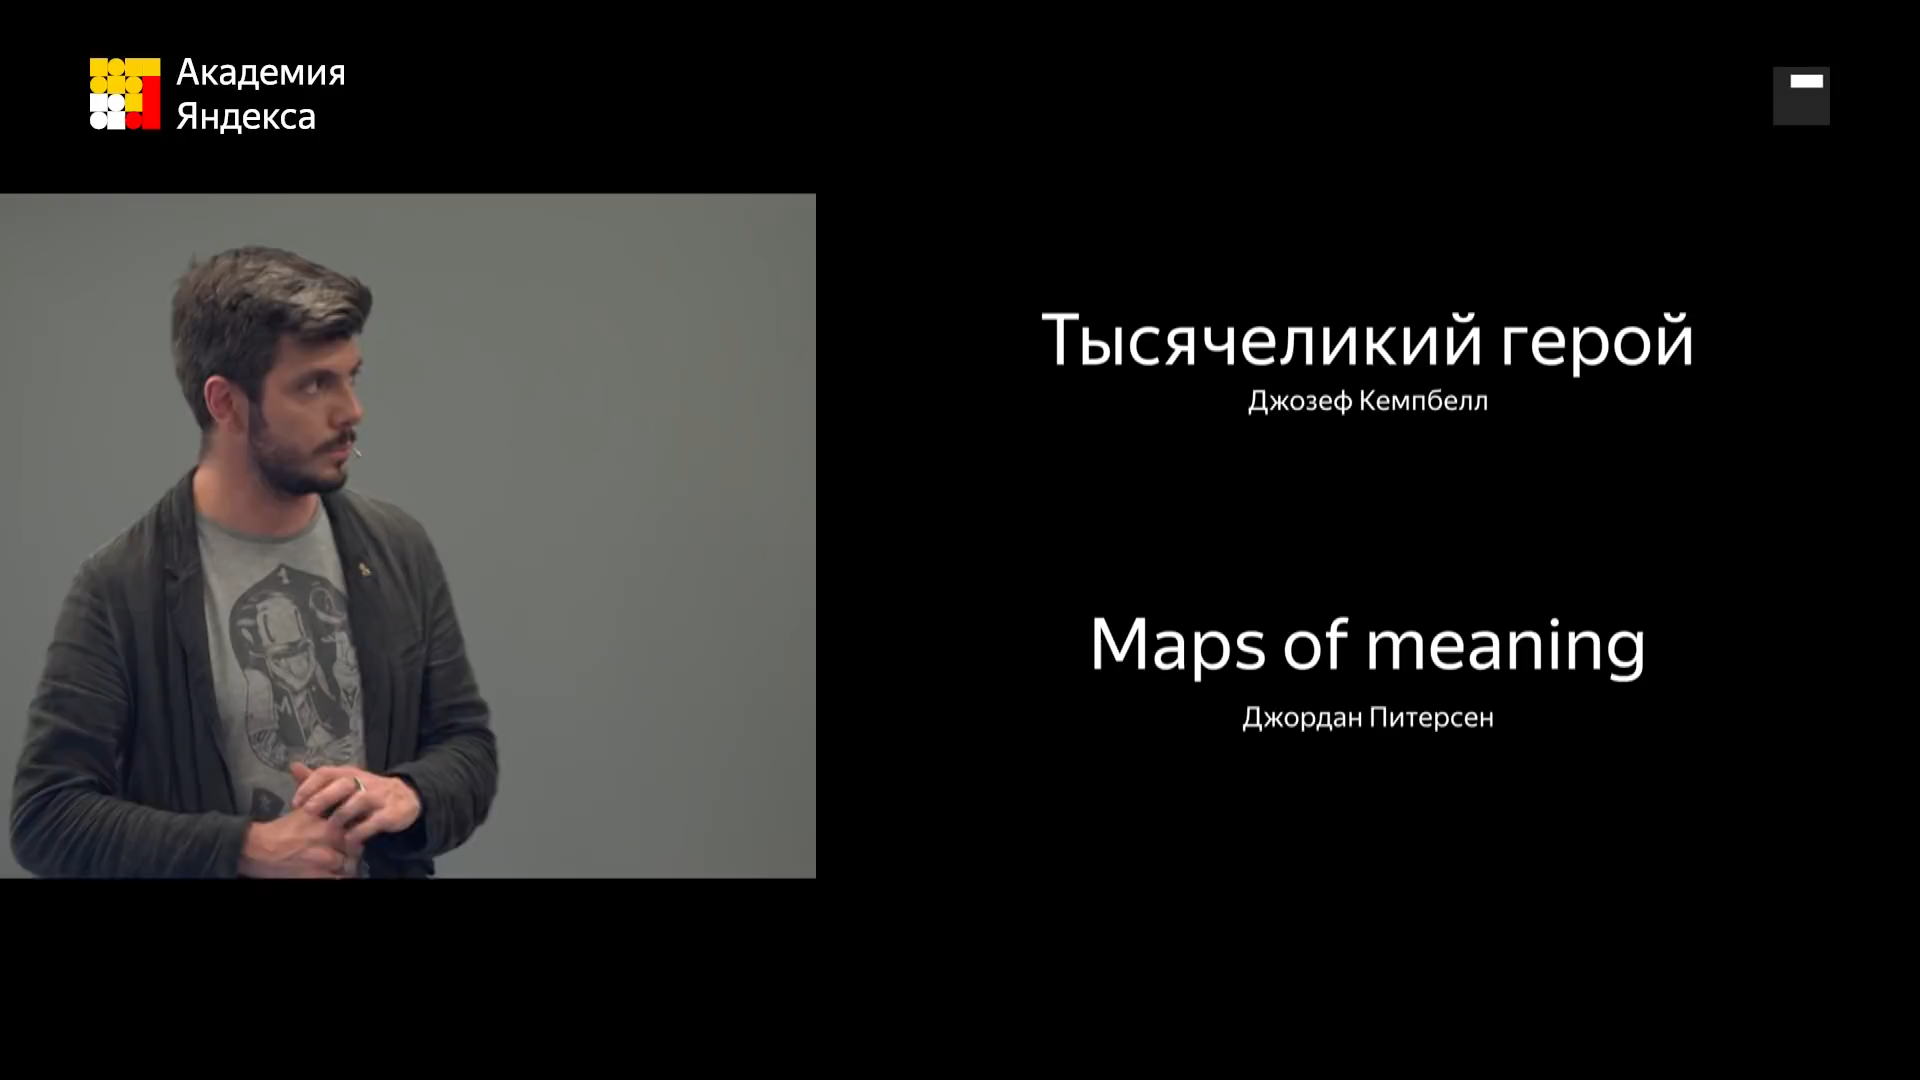 Академия
Яндекса
Тысячеликий герой
Джозеф Кемпбелл
Maps of meaning
Джордан Питерсен